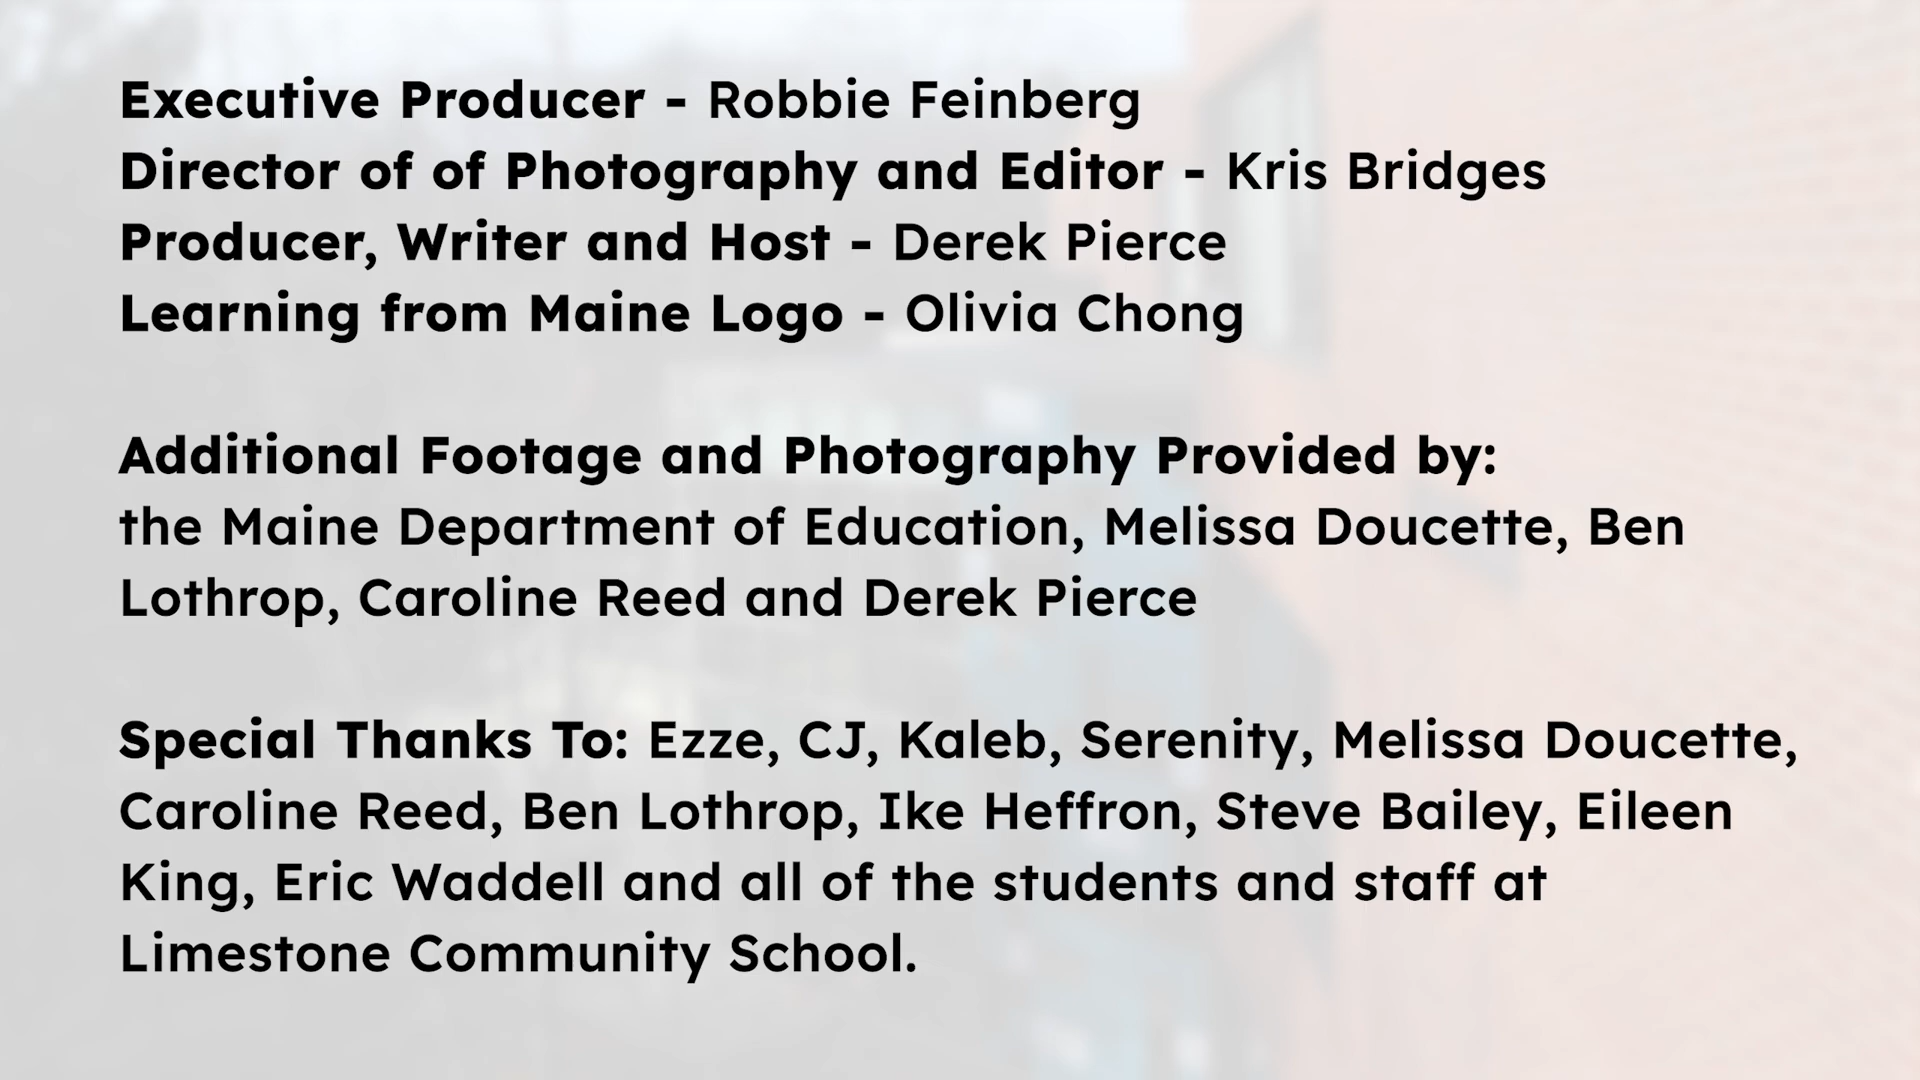 Executive Producer - Robbie Feinberg
Director of of Photography and Editor - Kris Bridges
Producer, Writer and Host - Derek Pierce
Learning from Maine Logo - Olivia Chong
Additional Footage and Photography Provided by:
the Maine Department of Education, Melissa Doucette, Ben
Lothrop, Caroline Reed and Derek Pierce
Special Thanks To: Ezze, CJ, Kaleb, Serenity, Melissa Doucette,
Caroline Reed, Ben Lothrop, Ike Heffron, Steve Bailey, Eileen
King, Eric Waddell and all of the students and staff at
Limestone Community School.